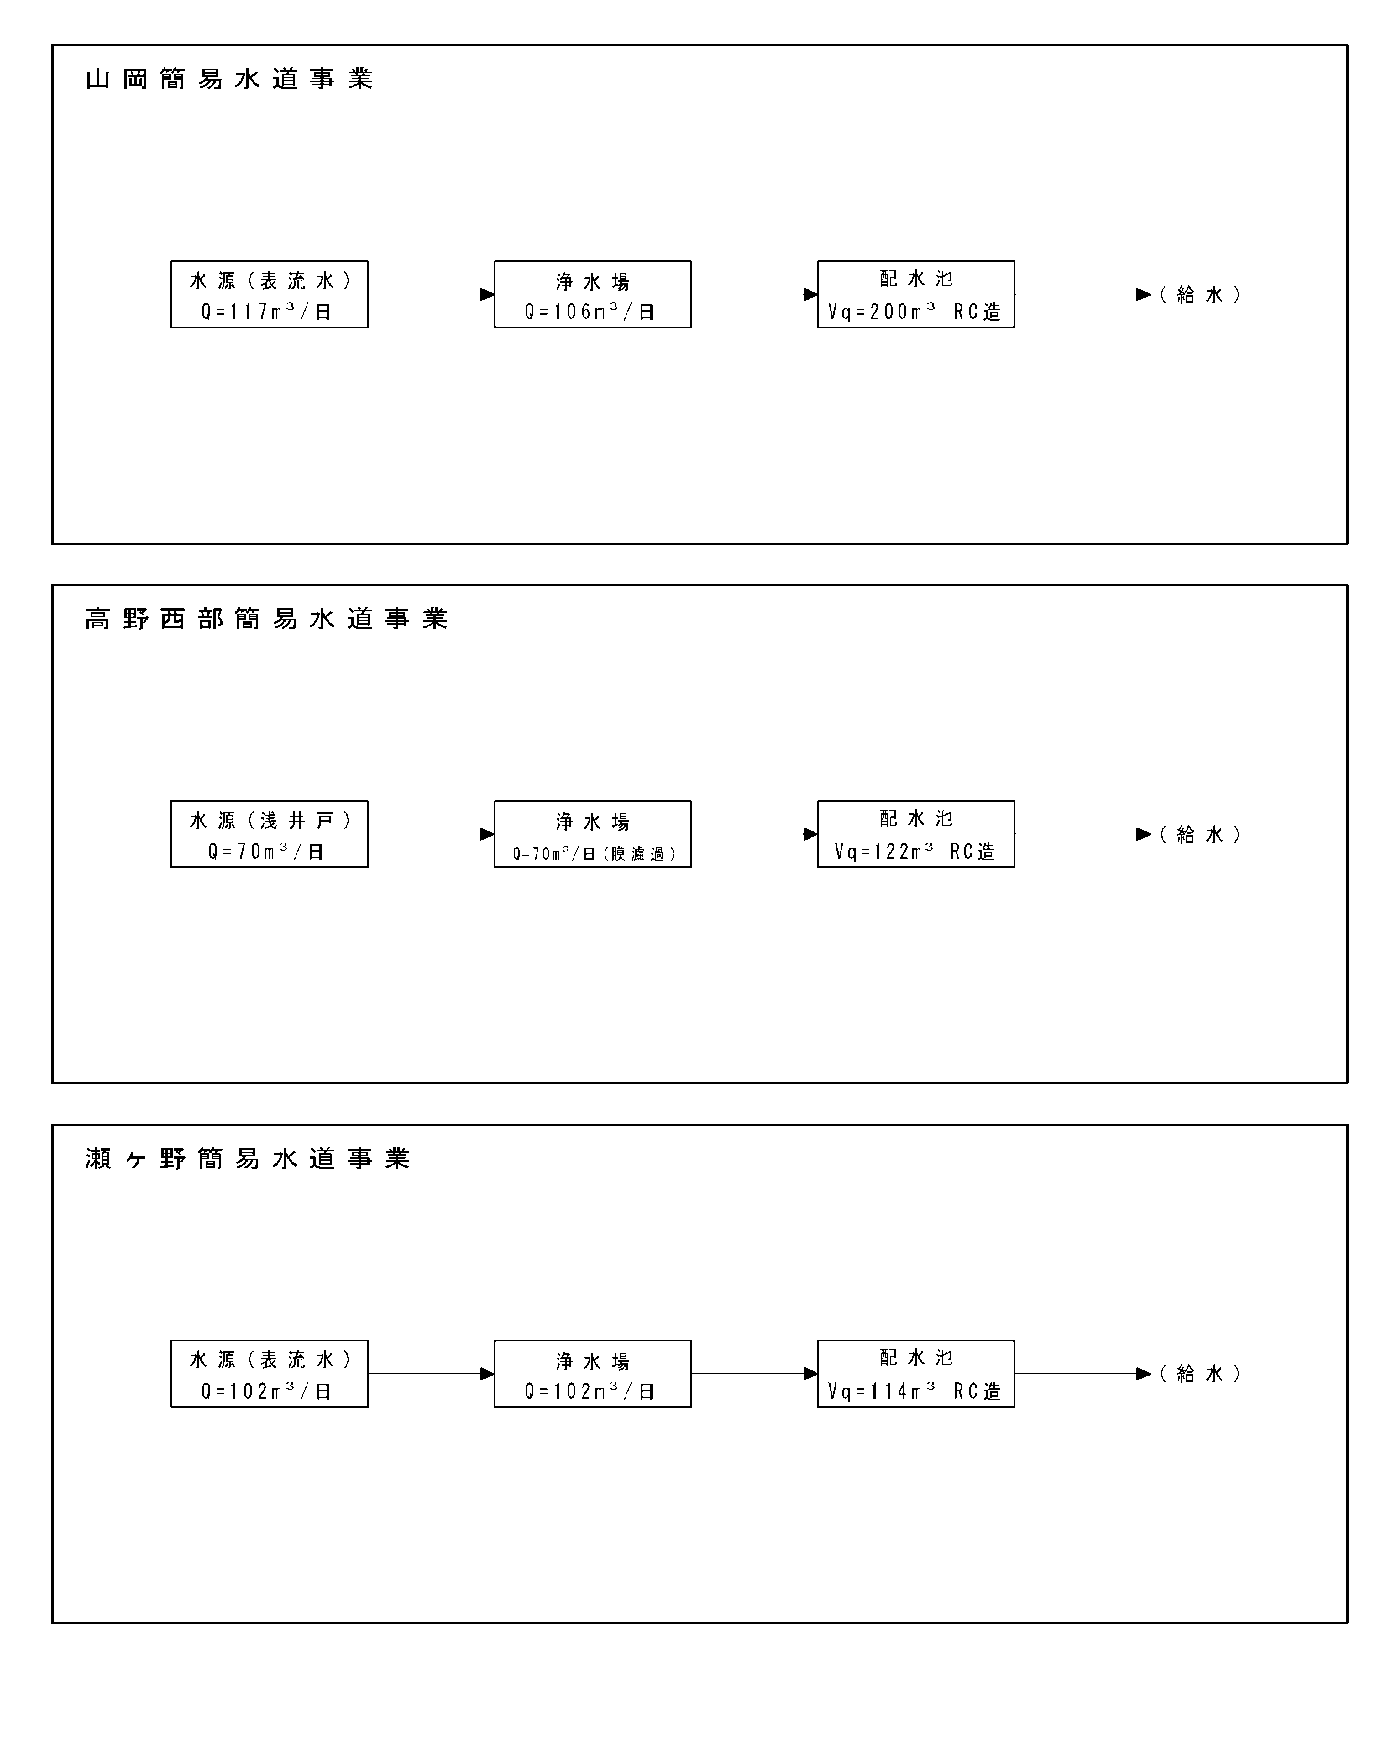 山岡簡易水道事業
水源(表流水)
Q=117m³/日
浄水場
Q=106m³/日
配水池
Vq=200m³ RC造
(給水)
高野西部簡易水道事業
水源(浅井戸)
Q=70m³/日
浄水場
Q=70m³/日(膜濾過)
配水池
Vq=122m³ RC造
(給水)
瀬ヶ野簡易水道事業
水源(表流水)
Q=102m³/日
浄水場
Q=102m³/日
配水池
Vq=114m³ RC造
(給水)